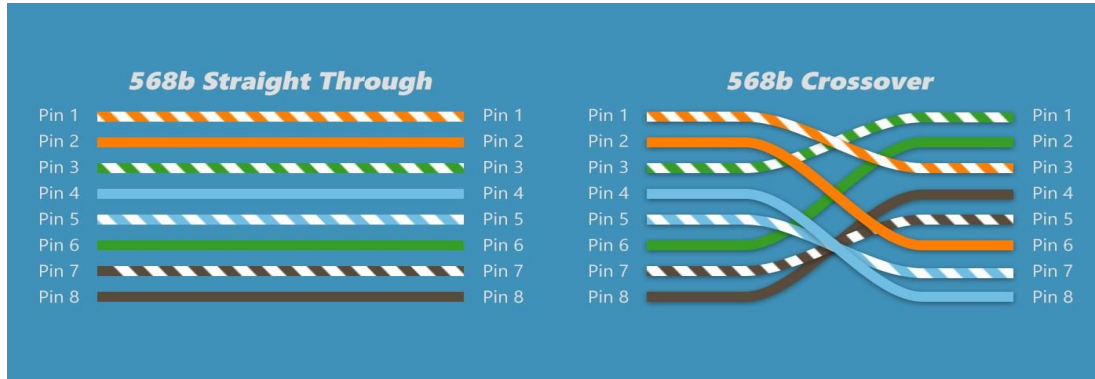 568b Straight Through
Pin 1 Pin 1
Pin 2 Pin 2
Pin 3 Pin 3
Pin 4 Pin 4
Pin 5 Pin 5
Pin 6 Pin 6
Pin 7 Pin 7
Pin 8 Pin 8
568b Crossover
Pin 1 Pin 1
Pin 2 Pin 2
Pin 3 Pin 3
Pin 4 Pin 4
Pin 5 Pin 5
Pin 6 Pin 6
Pin 7 Pin 7
Pin 8 Pin 8